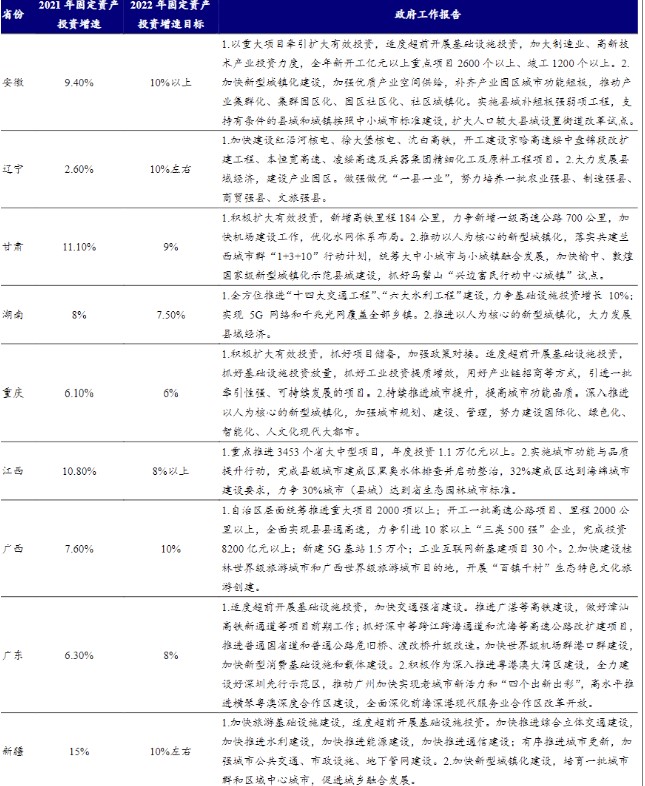 省份
2021 年固定资产
投资增速
2022 年固定资产
投资增速目标
政府工作报告
安徽
9.40%
10%以上
1.以重大项目牵引扩大有效投资，适度超前开展基础设施投资，加大制造业、高新技
术产业投资力度，全年新开工亿元以上重点项目 2600 个以上、竣工 1200 个以上。2.
加快新型城镇化建设，加强优质产业空间供给，补齐产业园区城市功能短板，推动产
业集群化、集群园区化、园区社区化、社区城镇化。实施县城补短板强弱项工程，支
持有条件的县城和城镇按照中小城市标准建设，扩大人口较大县城设置街道改革试点。
辽宁
2.60%
10%左右
1.加快建设红沿河核电、徐大堡核电、沈白高铁，开工建设京哈高速绥中盘锦段改扩
建工程、本恒宽高速、凌绥高速及兵器集团精细化工及原料工程项目。2.大力发展县
域经济，建设产业园区。做强做优“一县一业”，努力培养一批农业强县、制造强县、
商贸强县、文旅强县。
甘肃
11.10%
9%
1.积极扩大有效投资，新增高铁里程 184 公里，力争新增一级高速公路 700 公里，加
快机场建设工作，优化水网体系布局。2.推动以人为核心的新型城镇化，落实共建兰
西城市群“1+3+10”行动计划，统筹大中小城市与小城镇融合发展，加快榆中、敦煌
国家级新型城镇化示范县城建设，抓好马鬃山“兴边富民行动中心城镇”试点。
湖南
8%
7.50%
1.全方位推进“十四大交通工程”、“六大水利工程”建设，力争基础设施投资增长 10%；
实现 5G 网络和千兆光网覆盖全部乡镇。2.推进以人为核心的新型城镇化，大力发展
县域经济。
重庆
6.10%
6%
1.积极扩大有效投资，抓好项目储备，加强政策对接。适度超前开展基础设施投资，
抓好基础设施投资放量，抓好工业投资提质增效，用好产业链招商等方式，引进一批
牵引性强、可持续发展的项目。2.持续推进城市提升，提高城市功能品质。深入推进
以人为核心的新型城镇化，加强城市规划、建设、管理，努力建设国际化、绿色化、
智能化、人文化现代大都市。
江西
10.80%
8%以上
1.重点推进 3453 个省大中型项目，年度投资 1.1 万亿元以上。2.实施城市功能与品质
提升行动，完成县级城市建成区黑臭水体排查并启动整治，32%建成区达到海绵城市
建设要求，力争 30%城市（县城）达到省生态园林城市标准。
广西
7.60%
10%
1.自治区层面统筹推进重大项目 2000 项以上；开工一批高速公路项目、里程 2000 公
里以上，全面实现县县通高速，力争引进 10 家以上“三类 500 强”企业，完成投资
8200 亿元以上；新建 5G 基站 1.5 万个；工业互联网新基建项目 30 个。2.加快建设桂
林世界级旅游城市和广西世界级旅游城市目的地，开展“百镇千村”生态特色文化旅
游创建。
广东
6.30%
8%
1.适度超前开展基础设施投资，加快交通强省建设。推进广湛等高铁建设，做好漳汕
高铁新通道等项目前期工作；抓好深中等跨江跨海通道和沈海等高速公路改扩建项目，
推进普通国省道和普通公路危旧桥、渡改桥升级改造。加快世界级机场群港口群建设，
加快新型消费基础设施和载体建设。2.积极作为深入推进粤港澳大湾区建设，全力建
设好深圳先行示范区，推动广州加快实现老城市新活力和“四个出新出彩”，高水平推
进横琴粤澳深度合作区建设，全面深化前海深港现代服务业合作区改革开放。
新疆
15%
10%左右
1.加快旅游基础设施建设，适度超前开展基础设施投资。加快推进综合立体交通建设，
加快推进水利建设，加快推进能源建设，加快推进通信建设；有序推进城市更新，加
强城市公共交通、市政设施、地下管网建设。2.加快新型城镇化建设，培育一批城市
群和区域中心城市，促进城乡融合发展。